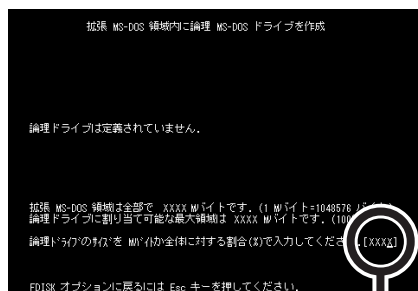 拡張 MS-DOS 領域内に論理 MS-DOS ドライブを作成
論理ドライブは定義されていません.
拡張 MS-DOS 領域は全部で XXXX Mバイトです. (1 Mバイト=1048576 バイト)
論理ドライブに割り当て可能な最大領域は XXXX Mバイトです. (100
論理ドライブのサイズを Mバイトか全体に対する割合(%)で入力してください.[XXXX]
FDISK オプションに戻るには Esc キーを押してください.